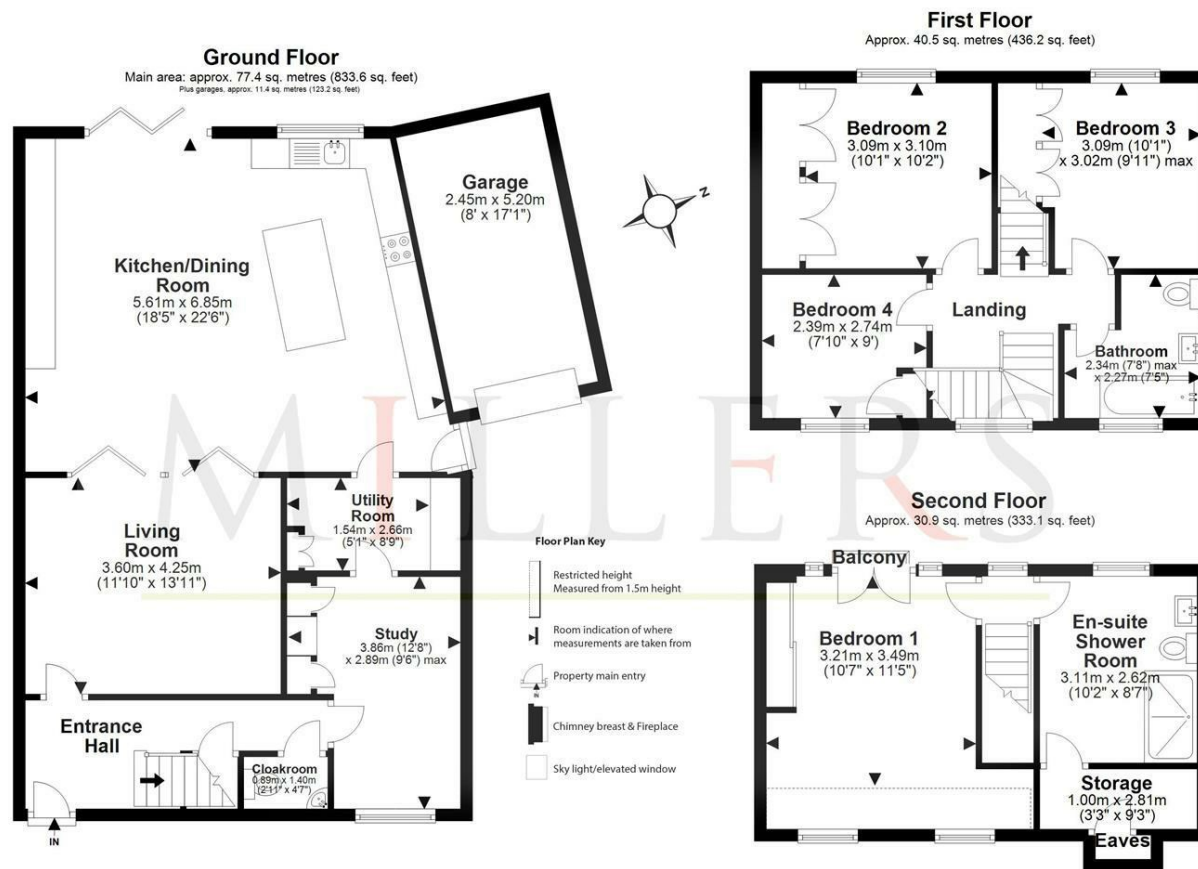 Ground Floor
Main area: approx. 77.4 sq. metres (833.6 sq. feet)
Plus garages, approx. 11.4 sq. metres (123.2 sq. feet)
Garage
2.45m x 5.20m
(8' x 17'1")
Z
Kitchen/Dining
Room
5.61m x 6.85m
(18'5" x 22'6")
Living
Room
3.60m x 4.25m
(11'10" x 13'11")
Utility
Room
1.54m x 2.66m
(5'1" x 8'9")
Study
3.86m (12'8")
x 2.89m (9'6") max
Entrance
Hall
Cloakroom
0.89m x 1.40m
(2'11" x 4'7")
IN
Floor Plan Key
Restricted height
Measured from 1.5m height
Room indication of where
measurements are taken from
Property main entry
IN
Chimney breast & Fireplace
Sky light/elevated window
First Floor
Approx. 40.5 sq. metres (436.2 sq. feet)
Bedroom 2
3.09m x 3.10m
(10'1" x 10'2")
Bedroom 3
3.09m (10'1")
x 3.02m (9'11") max
Bedroom 4
2.39m x 2.74m
(7'10" x 9')
Landing
Bathroom
2.34m (7'8") max
x 2.27m (7'5")
MILLERS
Second Floor
Approx. 30.9 sq. metres (333.1 sq. feet)
Balcony
Bedroom 1
3.21m x 3.49m
(10'7" x 11'5")
En-suite
Shower
Room
3.11m x 2.62m
(10'2" x 8'7")
Storage
1.00m x 2.81m
(3'3" x 9'3")
Eaves